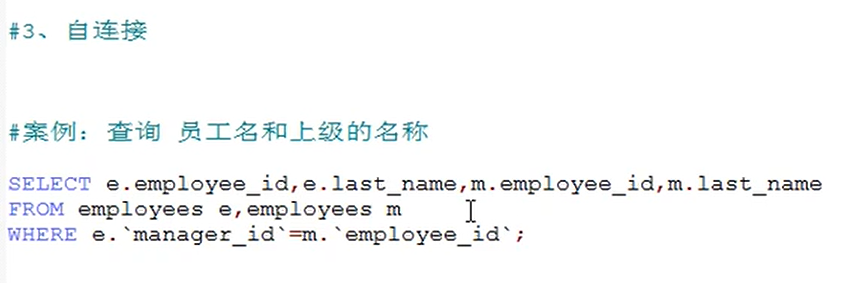 #3、自连接
#案例：查询 员工名和上级的名称
SELECT e.employee_id,e.last_name,m.employee_id,m.last_name
FROM employees e,employees m
WHERE e.`manager_id`=m.`employee_id`;